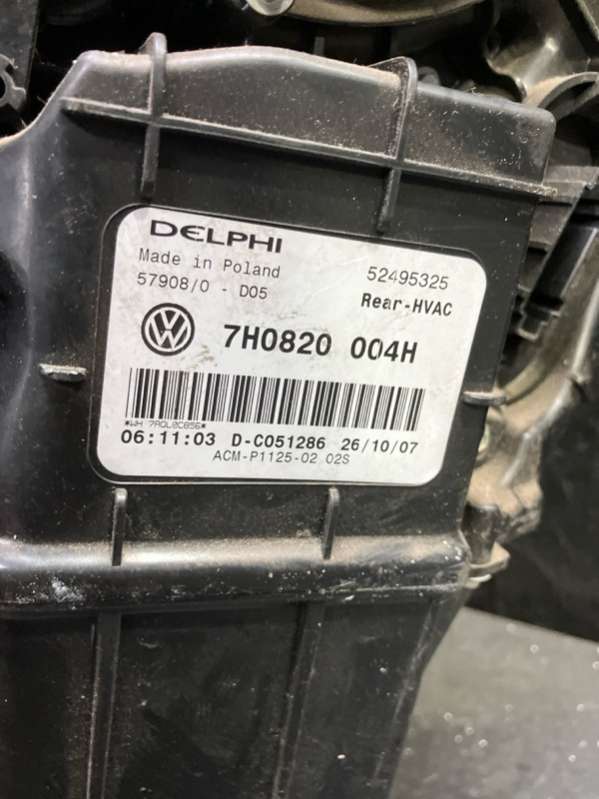 DELPHI
Made in Poland
52495325
57908/0 - D05
Rear-HVAC
7H0820 004H
06:11:03 D-C051286 26/10/07
ACM-P1125-02 02S